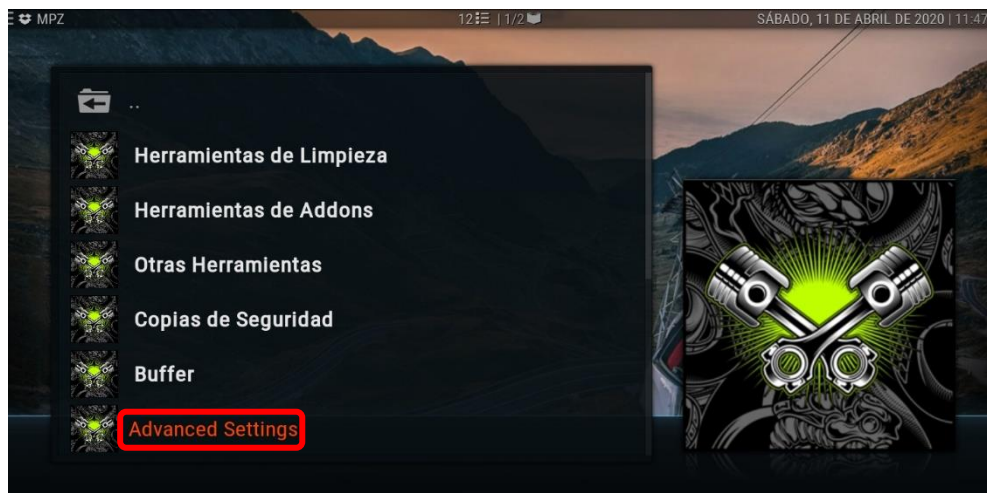 MPZ
12 | 1/2
SÁBADO, 11 DE ABRIL DE 2020 | 11:47
..
Herramientas de Limpieza
Herramientas de Addons
Otras Herramientas
Copias de Seguridad
Buffer
Advanced Settings